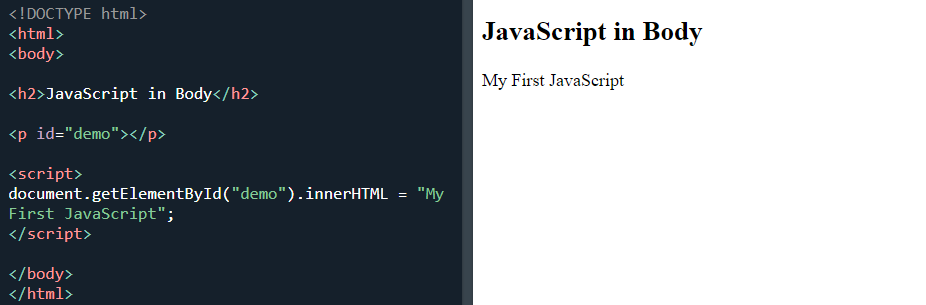 <!DOCTYPE html>
<html>
<body>
<h2>JavaScript in Body</h2>
<p id="demo"></p>
<script>
document.getElementById("demo").innerHTML = "My
First JavaScript";
</script>
</body>
</html>
JavaScript in Body
My First JavaScript